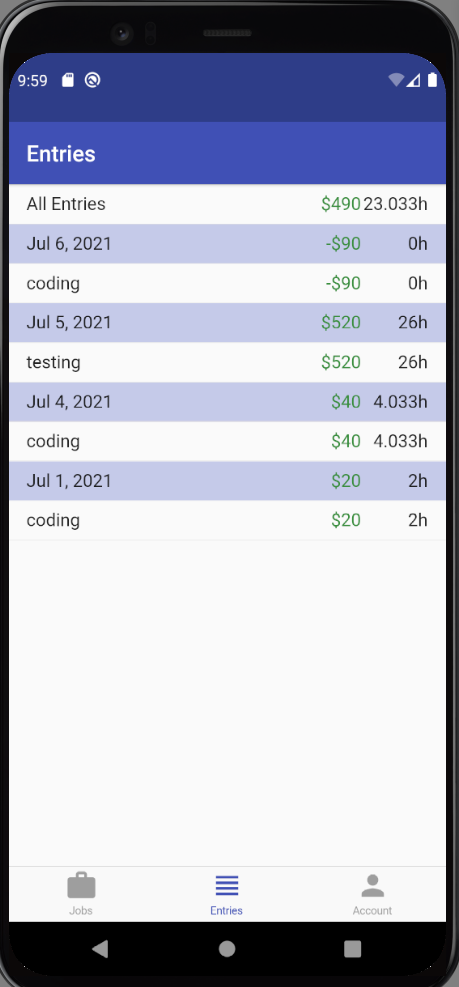 9:59
Entries
All Entries $490 23.033h
Jul 6, 2021 -$90 0h
coding -$90 0h
Jul 5, 2021 $520 26h
testing $520 26h
Jul 4, 2021 $40 4.033h
coding $40 4.033h
Jul 1, 2021 $20 2h
coding $20 2h
Jobs Entries Account